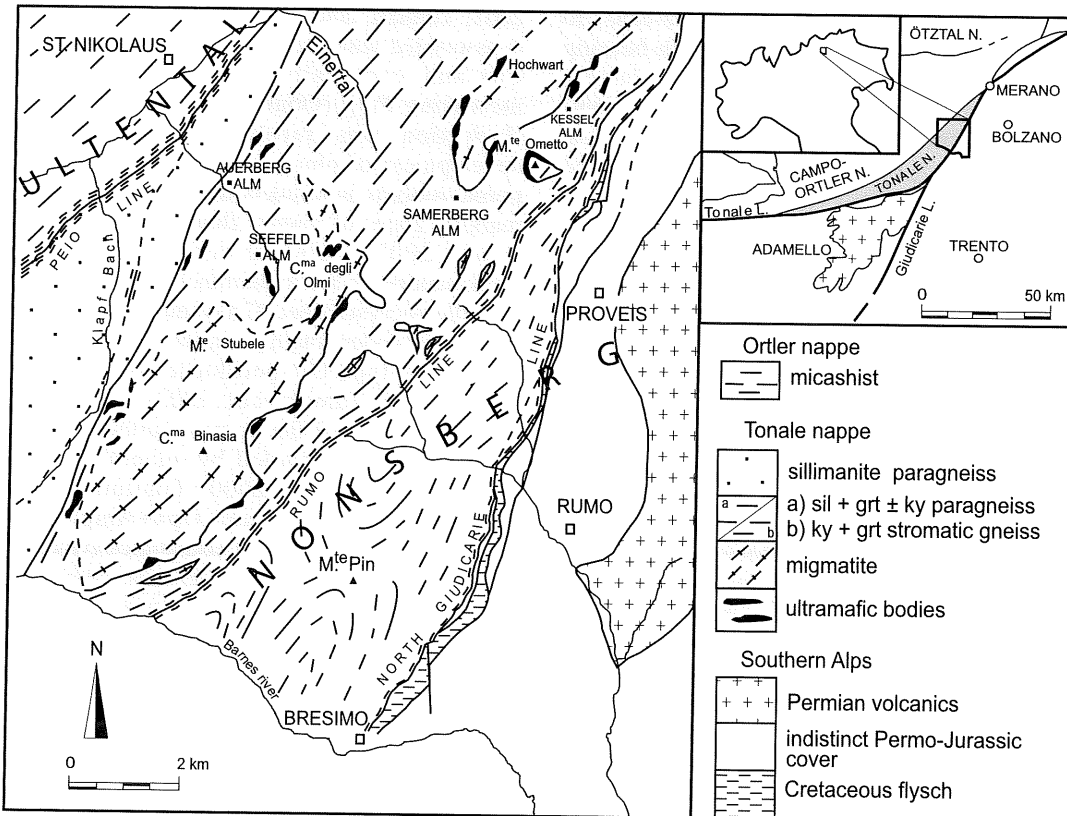 ST. NIKOLAUS
ULTENTAL
Einertal
Hochwart
KESSEL
ALM
M.te Ometto
AUERBERG
ALM
PEIO LINE
Klapf-Bach
SAMERBERG
ALM
SEEFELD
ALM
C.ma degli
Olmi
PROVEIS
M.te Stubele
C.ma Binasia
RUMO LINE
NONSBERG
RUMO
M.te Pin
NORTH GIUDICARIE LINE
Barnes river
BRESIMO
N
0 2 km
ÖTZTAL N.
MERANO
BOLZANO
CAMPO-
ORTLER N.
TONALE N.
Tonale L.
ADAMELLO
Giudicarie L.
TRENTO
0 50 km
Ortler nappe
micashist
Tonale nappe
sillimanite paragneiss
a a) sil + grt ± ky paragneiss
b b) ky + grt stromatic gneiss
migmatite
ultramafic bodies
Southern Alps
Permian volcanics
indistinct Permo-Jurassic
cover
Cretaceous flysch